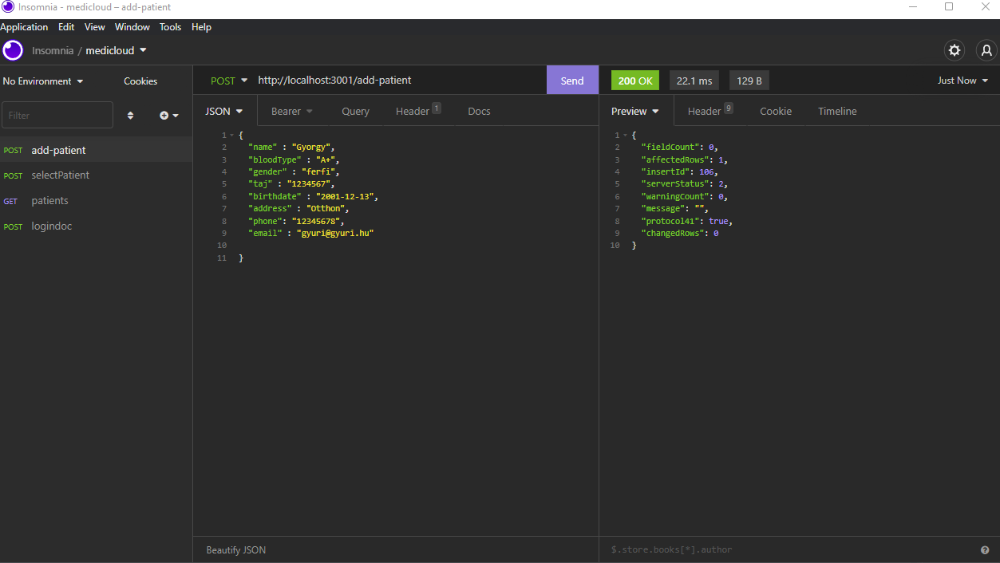 Insomnia - medicloud – add-patient
Application Edit View Window Tools Help
Insomnia / medicloud
No Environment Cookies
Filter
POST add-patient
POST selectPatient
GET patients
POST logindoc
POST http://localhost:3001/add-patient Send
JSON Bearer Query Header 1 Docs
1 {
2 "name" : "Gyorgy",
3 "bloodType" : "A+",
4 "gender" : "ferfi",
5 "taj" : "1234567",
6 "birthdate" : "2001-12-13",
7 "address" : "Otthon",
8 "phone": "12345678",
9 "email" : "gyuri@gyuri.hu"
10
11 }
Beautify JSON
200 OK 22.1 ms 129 B Just Now
Preview Header 9 Cookie Timeline
1 {
2 "fieldCount": 0,
3 "affectedRows": 1,
4 "insertId": 106,
5 "serverStatus": 2,
6 "warningCount": 0,
7 "message": "",
8 "protocol41": true,
9 "changedRows": 0
10 }
$.store.books[*].author